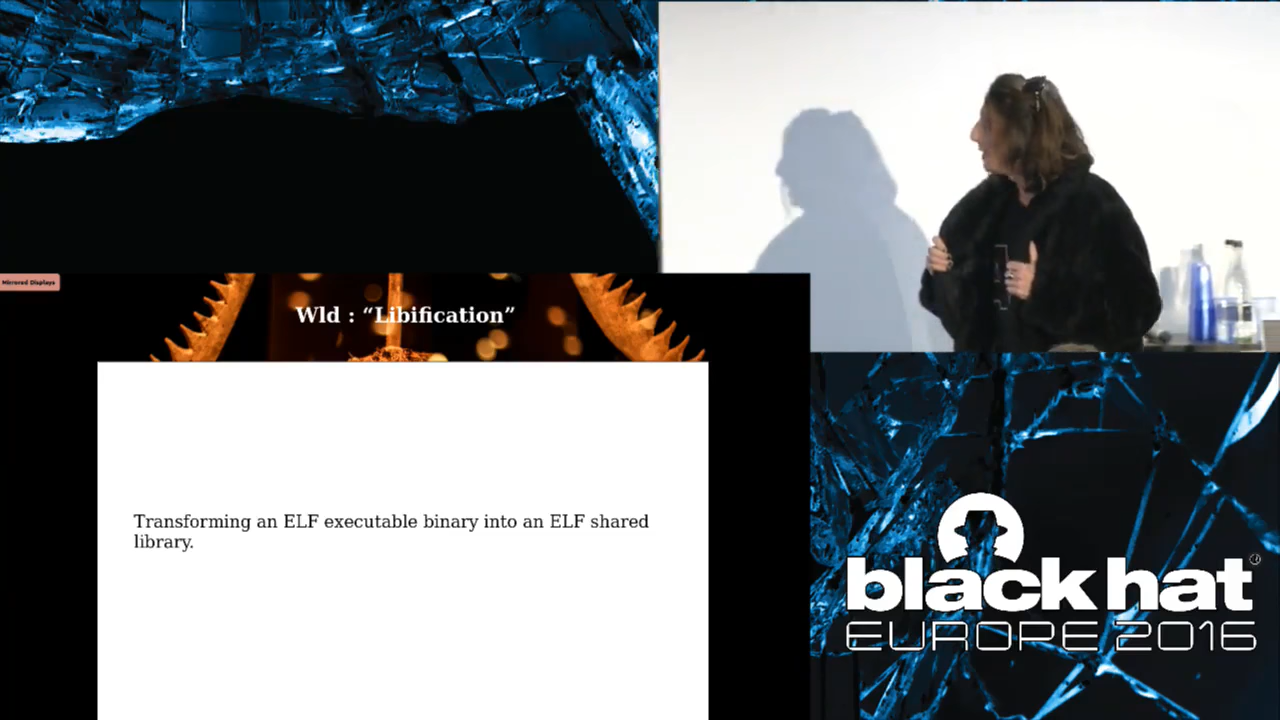 Mirrored Displays
Wld : “Libification”
Transforming an ELF executable binary into an ELF shared
library.
black hat
EUROPE 2016